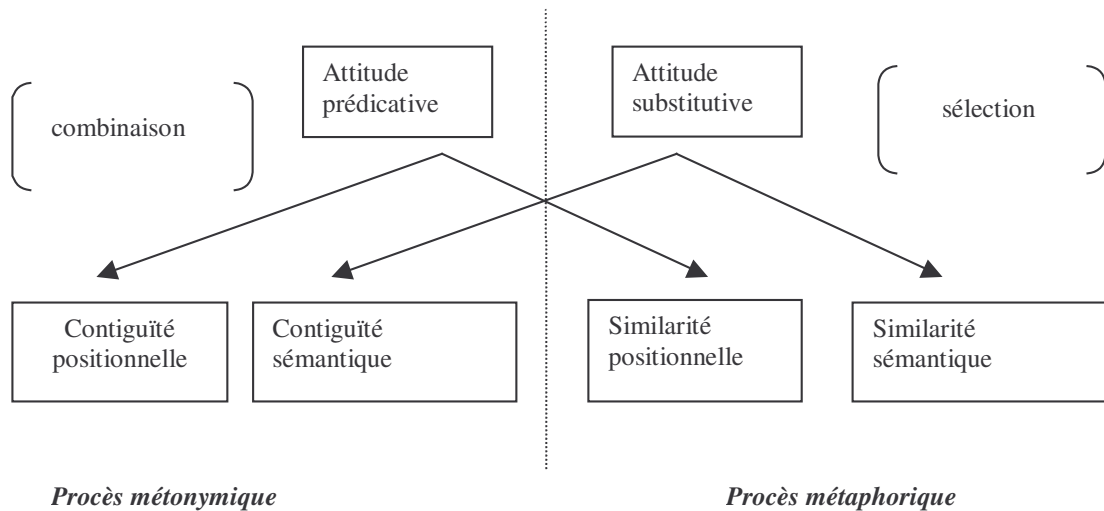 combinaison
Attitude
prédicative
Attitude
substitutive
sélection
Contiguïté
positionnelle
Contiguïté
sémantique
Similarité
positionnelle
Similarité
sémantique
Procès métonymique
Procès métaphorique